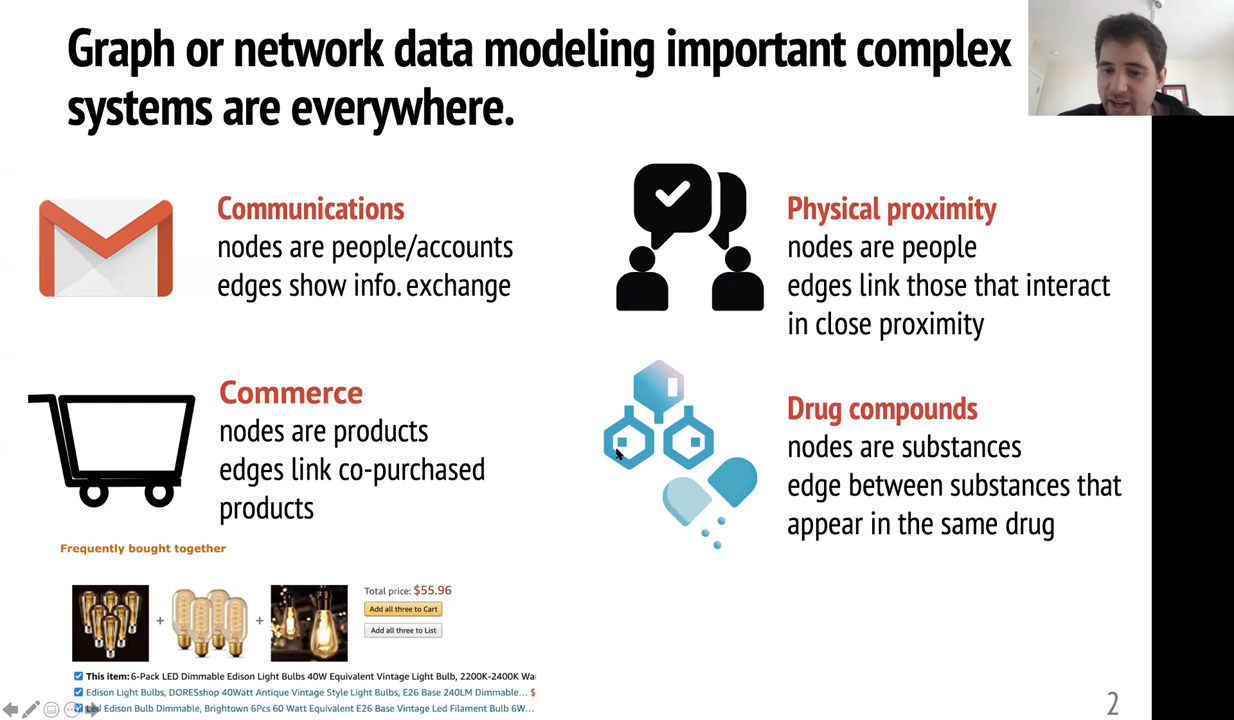 Graph or network data modeling important complex
systems are everywhere.
Communications
nodes are people/accounts
edges show info. exchange
Physical proximity
nodes are people
edges link those that interact
in close proximity
Commerce
nodes are products
edges link co-purchased
products
Drug compounds
nodes are substances
edge between substances that
appear in the same drug
Frequently bought together
Total price: $55.96
Add all three to Cart
Add all three to List
This item: 6-Pack LED Dimmable Edison Light Bulbs 40W Equivalent Vintage Light Bulb, 2200K-2400K Wa
Edison Light Bulbs, DORESshop 40Watt Antique Vintage Style Light Bulbs, E26 Base 240LM Dimmable... $
Led Edison Bulb Dimmable, Brightown 6Pcs 60 Watt Equivalent E26 Base Vintage Led Filament Bulb 6W...
2